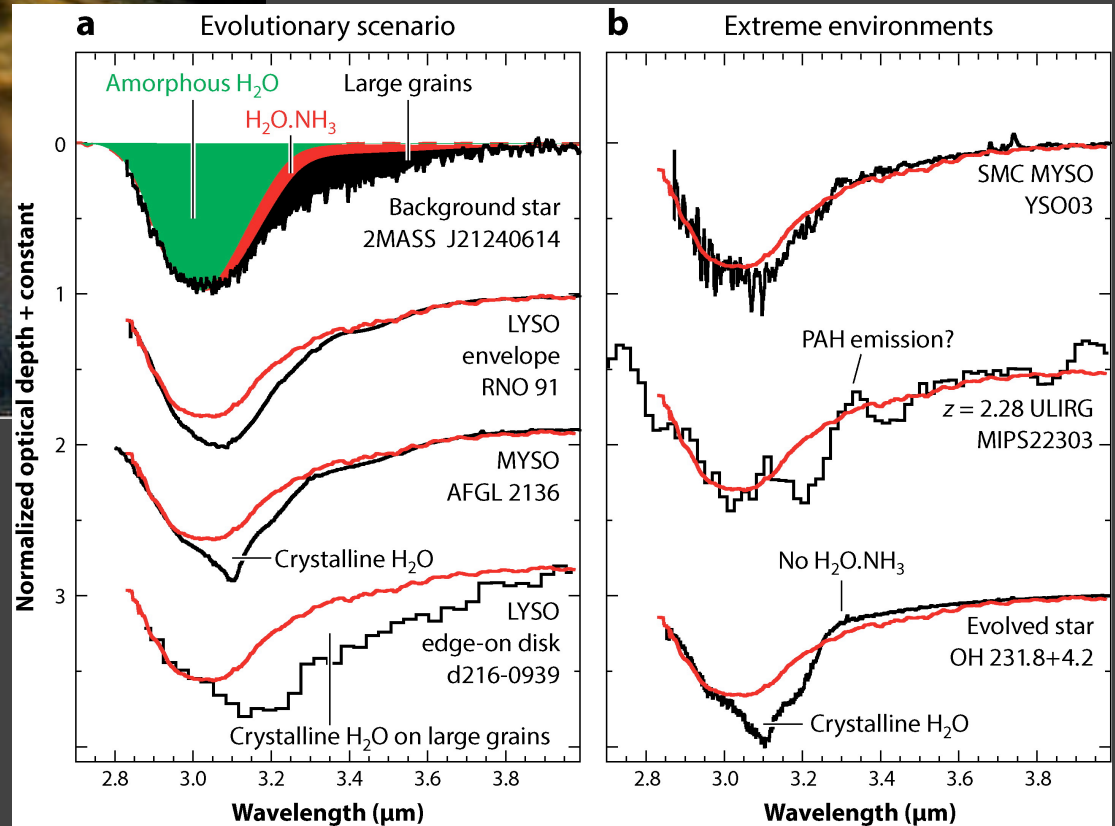 a Evolutionary scenario
Amorphous H₂O
Large grains
H₂O.NH₃
Background star
2MASS J21240614
LYSO
envelope
RNO 91
MYSO
AFGL 2136
Crystalline H₂O
LYSO
edge-on disk
d216-0939
Crystalline H₂O on large grains
0
1
2
3
Normalized optical depth + constant
2.8 3.0 3.2 3.4 3.6 3.8
Wavelength (μm)
b Extreme environments
SMC MYSO
YSO03
PAH emission?
z = 2.28 ULIRG
MIPS22303
No H₂O.NH₃
Evolved star
OH 231.8+4.2
Crystalline H₂O
2.8 3.0 3.2 3.4 3.6 3.8
Wavelength (μm)